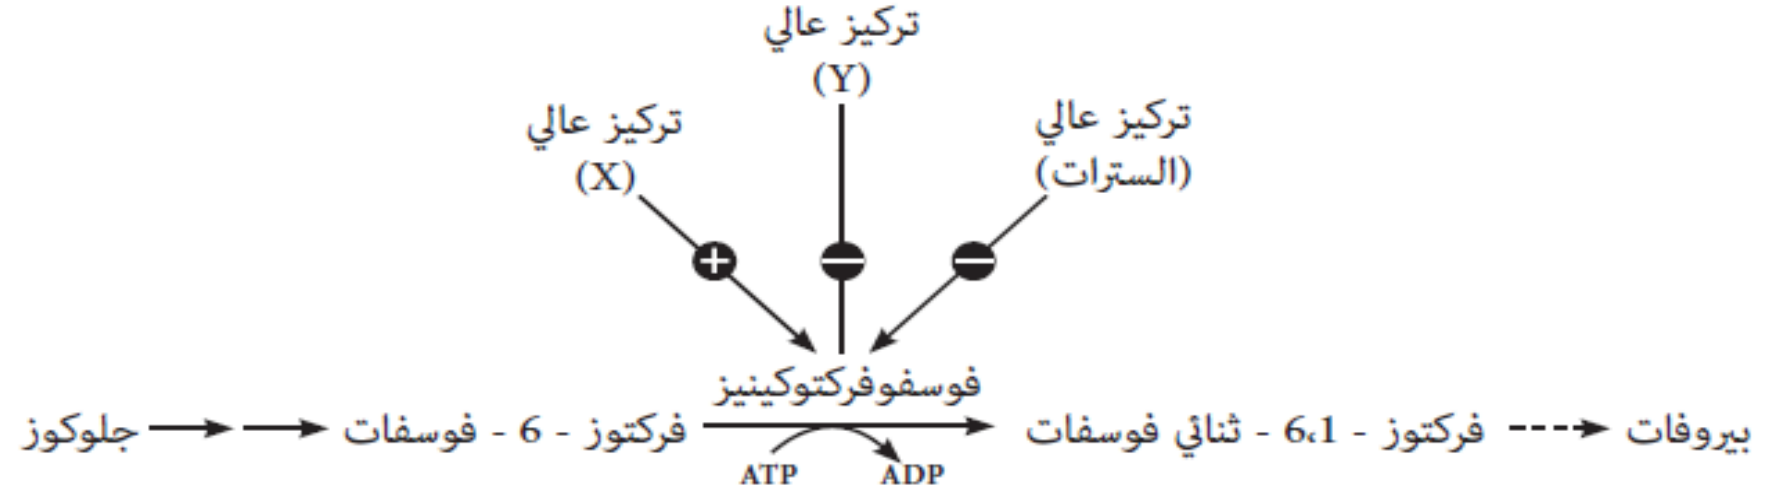 تركيز عالي
(Y)
تركيز عالي
(X)
تركيز عالي
(السترات)
فوسفوفركتوكينيز
جلوكوز
فركتوز - 6 - فوسفات
فركتوز - 6،1 - ثنائي فوسفات
بيروفات
ATP
ADP